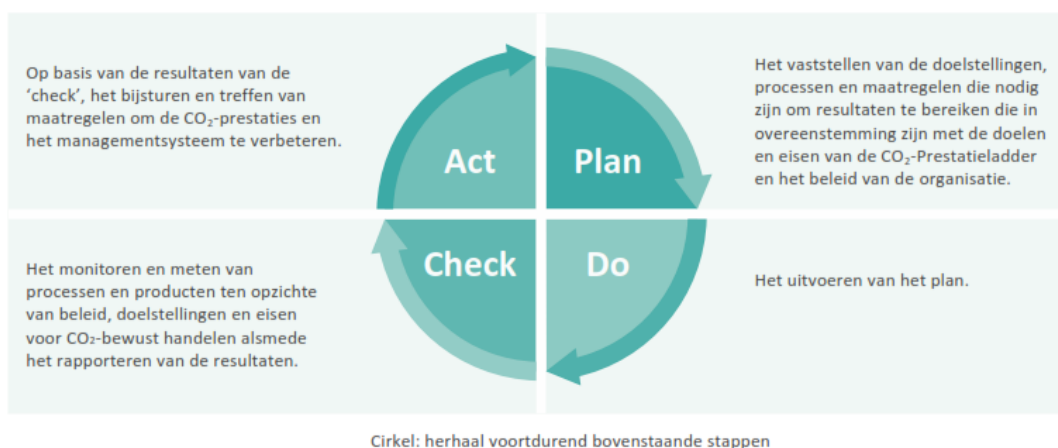 Op basis van de resultaten van de
‘check’, het bijsturen en treffen van
maatregelen om de CO₂-prestaties en
het managementsysteem te verbeteren.
Act
Plan
Het vaststellen van de doelstellingen,
processen en maatregelen die nodig
zijn om resultaten te bereiken die in
overeenstemming zijn met de doelen
en eisen van de CO₂-Prestatieladder
en het beleid van de organisatie.
Het monitoren en meten van
processen en producten ten opzichte
van beleid, doelstellingen en eisen
voor CO₂-bewust handelen alsmede
het rapporteren van de resultaten.
Check
Do
Het uitvoeren van het plan.
Cirkel: herhaal voortdurend bovenstaande stappen